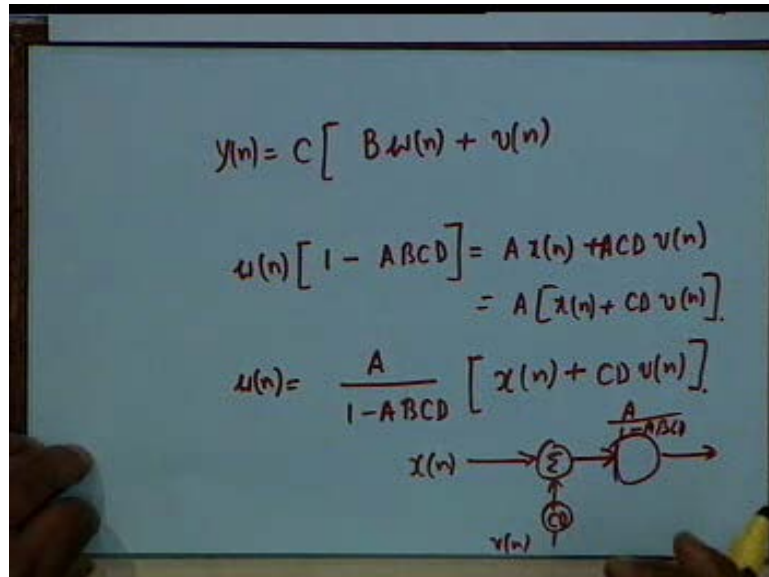 y(n) = C [ B w(n) + v(n)
w(n) [ 1 - ABCD ] = A x(n) + ACD v(n)
= A [ x(n) + CD v(n) ].
w(n) = A / 1 - ABCD [ x(n) + CD v(n) ].
A / 1-ABCD
x(n) Σ
CD
v(n)